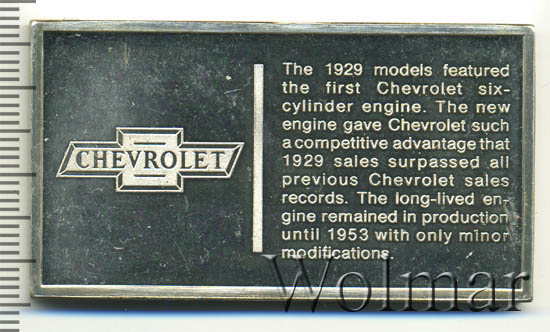 CHEVROLET
The 1929 models featured
the first Chevrolet six-
cylinder engine. The new
engine gave Chevrolet such
a competitive advantage that
1929 sales surpassed all
previous Chevrolet sales
records. The long-lived en-
gine remained in production
until 1953 with only minor
modifications.
Wolmar